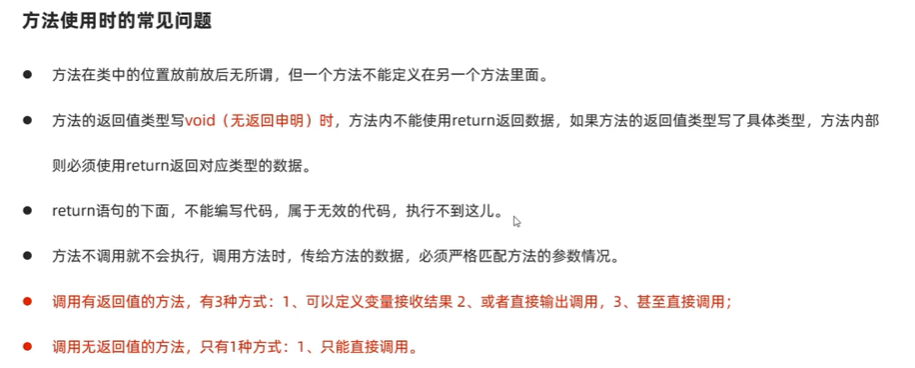 方法使用时的常见问题
● 方法在类中的位置放前放后无所谓，但一个方法不能定义在另一个方法里面。
● 方法的返回值类型写void（无返回申明）时，方法内不能使用return返回数据，如果方法的返回值类型写了具体类型，方法内部
则必须使用return返回对应类型的数据。
● return语句的下面，不能编写代码，属于无效的代码，执行不到这儿。
● 方法不调用就不会执行, 调用方法时，传给方法的数据，必须严格匹配方法的参数情况。
● 调用有返回值的方法，有3种方式：1、可以定义变量接收结果 2、或者直接输出调用，3、甚至直接调用；
● 调用无返回值的方法，只有1种方式：1、只能直接调用。